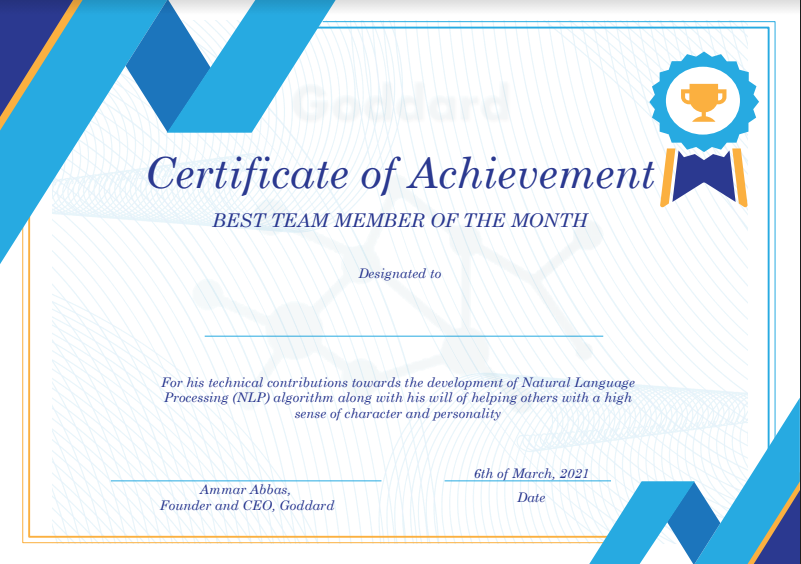 Goddard
Certificate of Achievement
BEST TEAM MEMBER OF THE MONTH
Designated to
For his technical contributions towards the development of Natural Language
Processing (NLP) algorithm along with his will of helping others with a high
sense of character and personality
6th of March, 2021
Ammar Abbas,
Date
Founder and CEO, Goddard